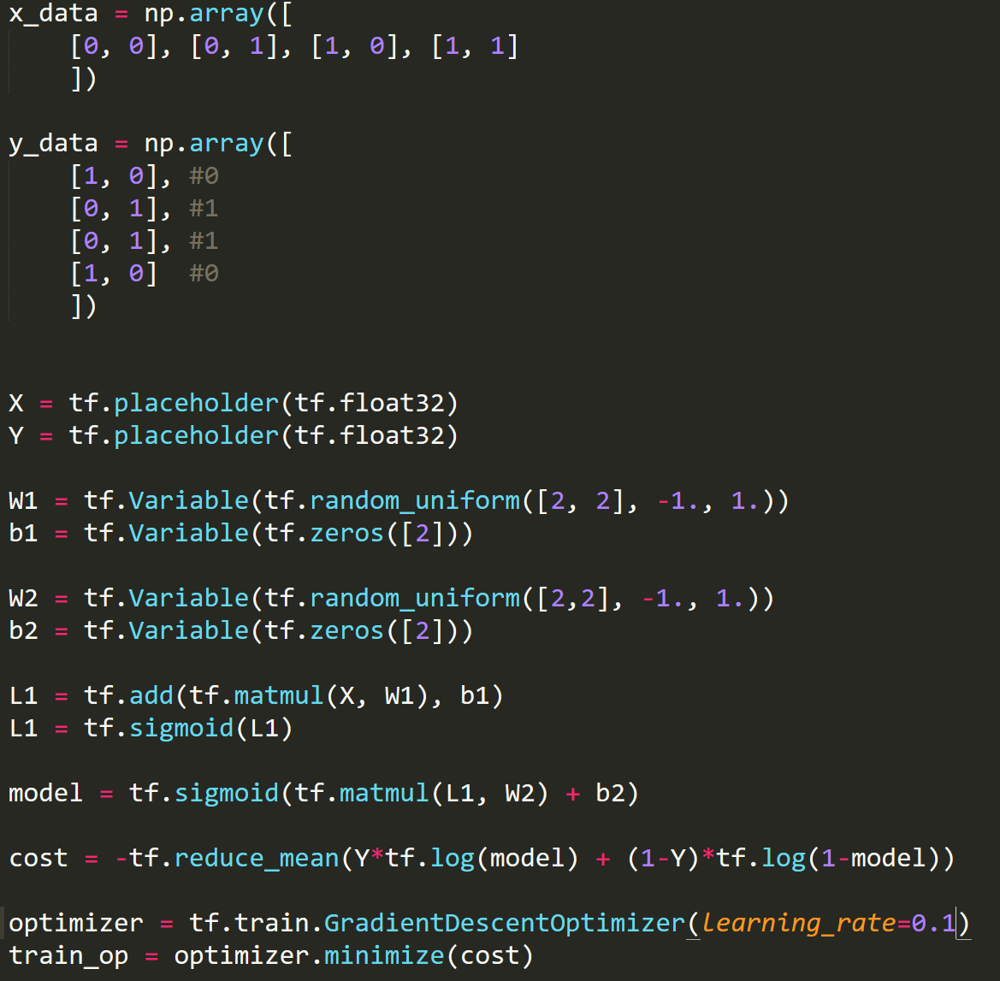 x_data = np.array([
    [0, 0], [0, 1], [1, 0], [1, 1]
    ])
y_data = np.array([
    [1, 0], #0
    [0, 1], #1
    [0, 1], #1
    [1, 0]  #0
    ])
X = tf.placeholder(tf.float32)
Y = tf.placeholder(tf.float32)
W1 = tf.Variable(tf.random_uniform([2, 2], -1., 1.))
b1 = tf.Variable(tf.zeros([2]))
W2 = tf.Variable(tf.random_uniform([2,2], -1., 1.))
b2 = tf.Variable(tf.zeros([2]))
L1 = tf.add(tf.matmul(X, W1), b1)
L1 = tf.sigmoid(L1)
model = tf.sigmoid(tf.matmul(L1, W2) + b2)
cost = -tf.reduce_mean(Y*tf.log(model) + (1-Y)*tf.log(1-model))
optimizer = tf.train.GradientDescentOptimizer(learning_rate=0.1)
train_op = optimizer.minimize(cost)